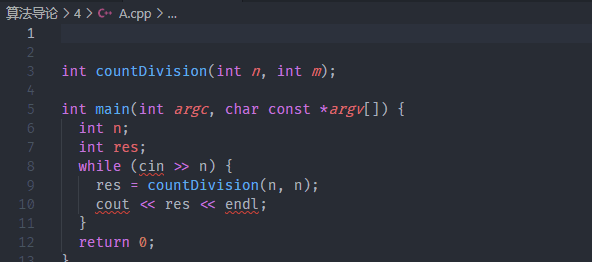 算法导论 > 4 > A.cpp > ...
1
2
3 int countDivision(int n, int m);
4
5 int main(int argc, char const *argv[]) {
6 int n;
7 int res;
8 while (cin >> n) {
9 res = countDivision(n, n);
10 cout << res << endl;
11 }
12 return 0;
13 }